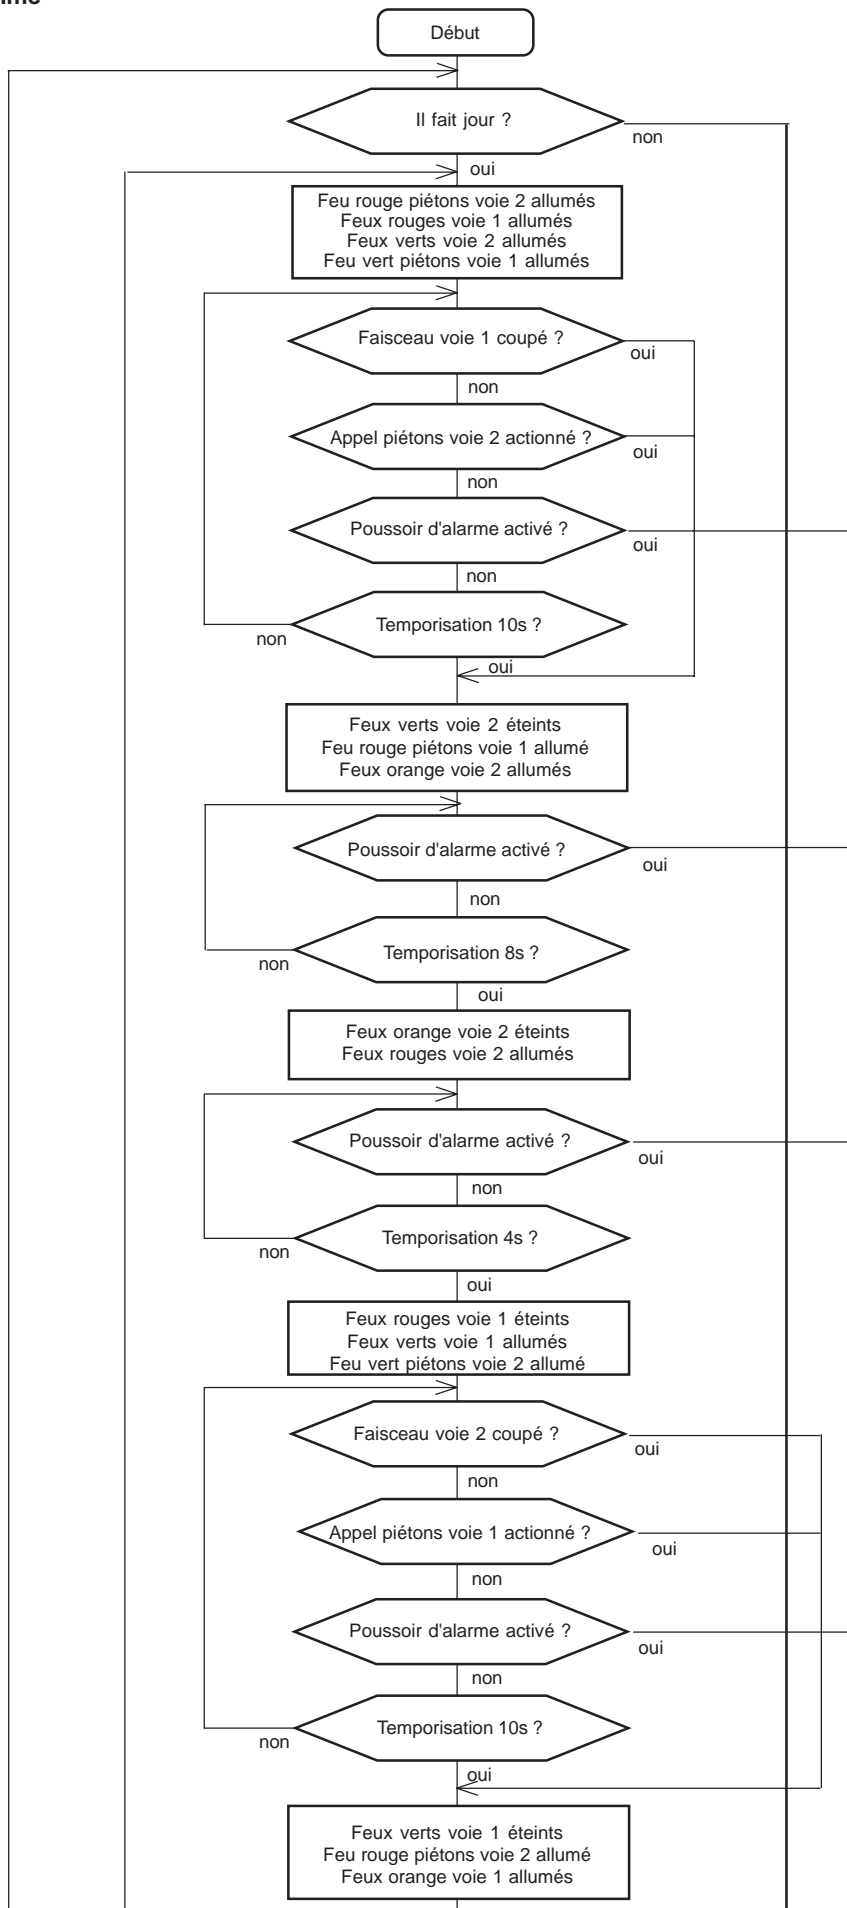 Début
Il fait jour ?
non
oui
Feu rouge piétons voie 2 allumés
Feux rouges voie 1 allumés
Feux verts voie 2 allumés
Feu vert piétons voie 1 allumés
Faisceau voie 1 coupé ?
oui
non
Appel piétons voie 2 actionné ?
oui
non
Poussoir d'alarme activé ?
oui
non
Temporisation 10s ?
non
oui
Feux verts voie 2 éteints
Feu rouge piétons voie 1 allumé
Feux orange voie 2 allumés
Poussoir d'alarme activé ?
oui
non
Temporisation 8s ?
non
oui
Feux orange voie 2 éteints
Feux rouges voie 2 allumés
Poussoir d'alarme activé ?
oui
non
Temporisation 4s ?
non
oui
Feux rouges voie 1 éteints
Feux verts voie 1 allumés
Feu vert piétons voie 2 allumé
Faisceau voie 2 coupé ?
oui
non
Appel piétons voie 1 actionné ?
oui
non
Poussoir d'alarme activé ?
oui
non
Temporisation 10s ?
non
oui
Feux verts voie 1 éteints
Feu rouge piétons voie 2 allumé
Feux orange voie 1 allumés